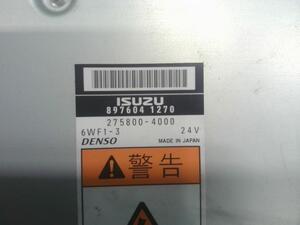 ISUZU
897604 1270
275800-4000
6WF1-3 24V
DENSO MADE IN JAPAN
警告